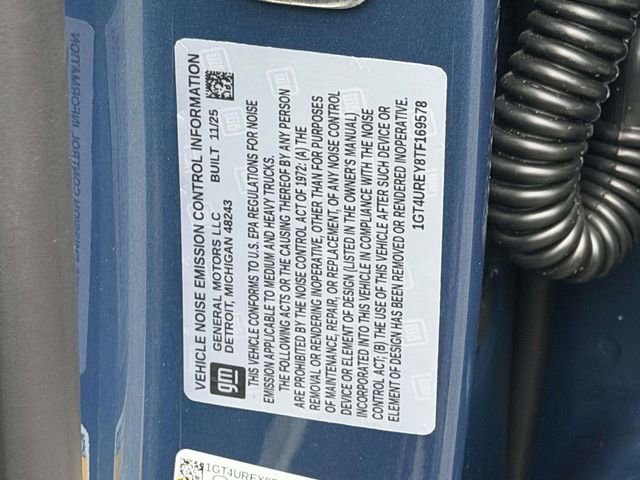 VEHICLE NOISE EMISSION CONTROL INFORMATION
gm
GENERAL MOTORS LLC BUILT 11/25
DETROIT, MICHIGAN 48243
THIS VEHICLE CONFORMS TO U.S. EPA REGULATIONS FOR NOISE
EMISSION APPLICABLE TO MEDIUM AND HEAVY TRUCKS.
THE FOLLOWING ACTS OR THE CAUSING THEREOF BY ANY PERSON
ARE PROHIBITED BY THE NOISE CONTROL ACT OF 1972: (A) THE
REMOVAL OR RENDERING INOPERATIVE, OTHER THAN FOR PURPOSES
OF MAINTENANCE, REPAIR, OR REPLACEMENT, OF ANY NOISE CONTROL
DEVICE OR ELEMENT OF DESIGN (LISTED IN THE OWNER'S MANUAL)
INCORPORATED INTO THIS VEHICLE IN COMPLIANCE WITH THE NOISE
CONTROL ACT; (B) THE USE OF THIS VEHICLE AFTER SUCH DEVICE OR
ELEMENT OF DESIGN HAS BEEN REMOVED OR RENDERED INOPERATIVE.
1GT4UREY8TF169578
1GT4UREY8T